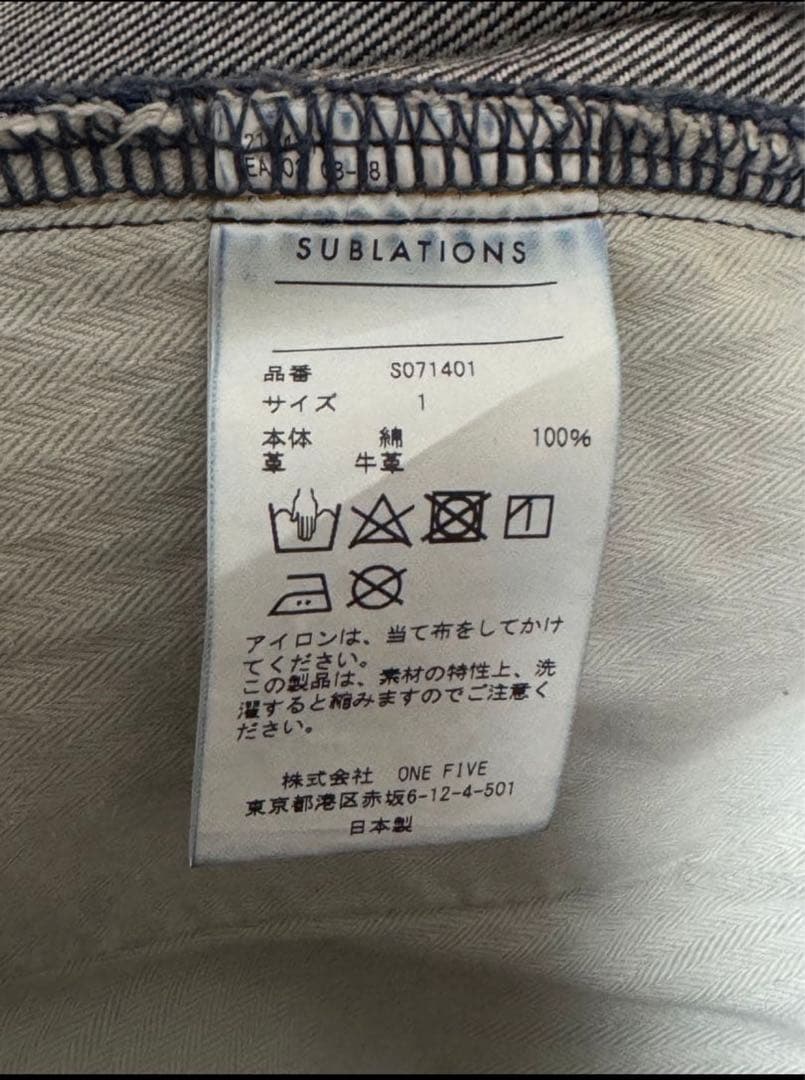 SUBLATIONS
品番 S071401
サイズ 1
本体 綿 100%
革 牛革
アイロンは、当て布をしてかけ
てください。
この製品は、素材の特性上、洗
濯すると縮みますのでご注意く
ださい。
株式会社 ONE FIVE
東京都港区赤坂6-12-4-501
日本製